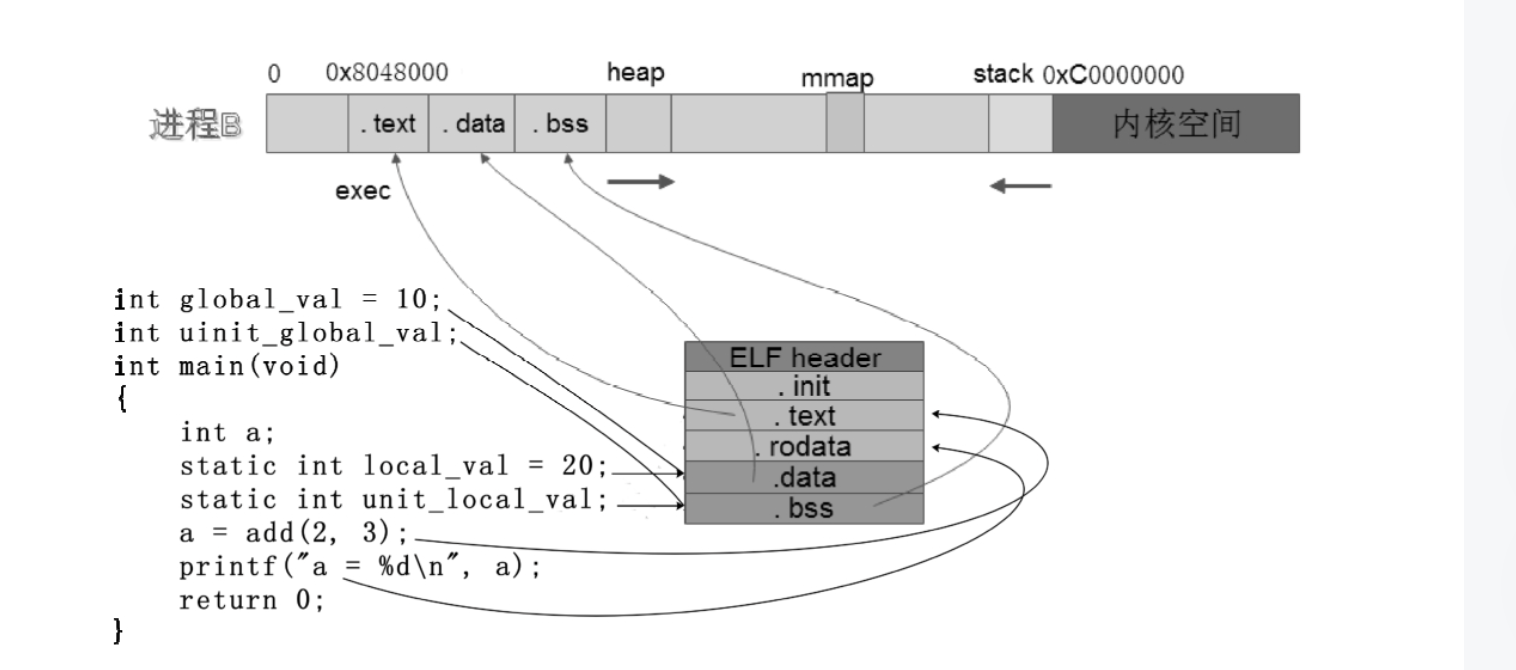 0 0x8048000 heap mmap stack 0xC0000000
进程B .text .data .bss 内核空间
exec
int global_val = 10;
int uinit_global_val;
int main(void)
{
int a;
static int local_val = 20;
static int unit_local_val;
a = add(2, 3);
printf("a = %d\n", a);
return 0;
}
ELF header
.init
.text
.rodata
.data
.bss